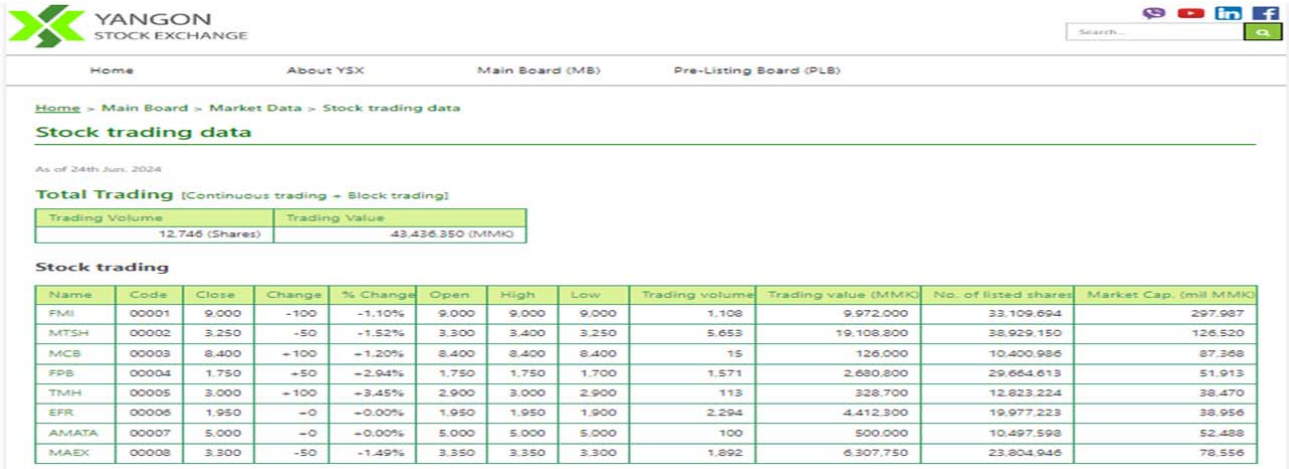 YANGON
STOCK EXCHANGE
Search...
Home About YSX Main Board (MB) Pre-Listing Board (PLB)
Home > Main Board > Market Data > Stock trading data
Stock trading data
As of 24th Jun, 2024
Total Trading [Continuous trading + Block trading]
Trading Volume Trading Value
12,746 (Shares) 43,436,350 (MMK)
Stock trading
Name Code Close Change % Change Open High Low Trading volume Trading value (MMK) No. of listed shares Market Cap. (mil MMK)
FMI 00001 9,000 -100 -1.10% 9,000 9,000 9,000 1,108 9,972,000 33,109,694 297,987
MTSH 00002 3,250 -50 -1.52% 3,300 3,400 3,250 5,653 19,108,800 38,929,150 126,520
MCB 00003 8,400 +100 +1.20% 8,400 8,400 8,400 15 126,000 10,400,986 87,368
FPB 00004 1,750 +50 +2.94% 1,750 1,750 1,700 1,571 2,680,800 29,664,613 51,913
TMH 00005 3,000 +100 +3.45% 2,900 3,000 2,900 113 328,700 12,823,224 38,470
EFR 00006 1,950 +0 +0.00% 1,950 1,950 1,900 2,294 4,412,300 19,977,223 38,956
AMATA 00007 5,000 +0 +0.00% 5,000 5,000 5,000 100 500,000 10,497,598 52,488
MAEX 00008 3,300 -50 -1.49% 3,350 3,350 3,300 1,892 6,307,750 23,804,946 78,556